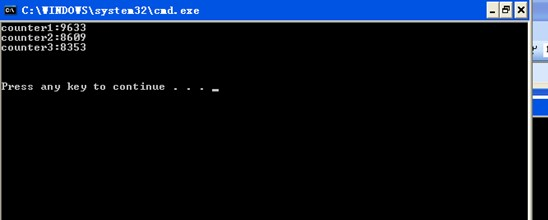 C:\WINDOWS\system32\cmd.exe
counter1:9633
counter2:8609
counter3:8353
Press any key to continue . . . _